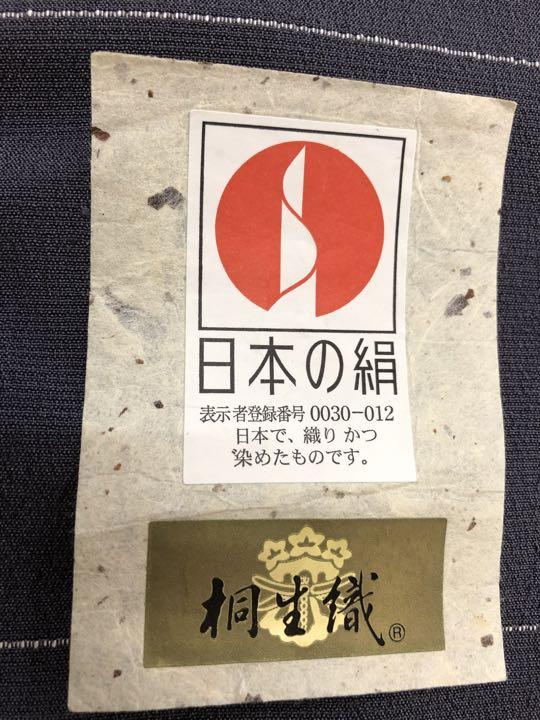 日本の絹
表示者登録番号 0030-012
日本で、織り かつ
染めたものです。
桐生織®